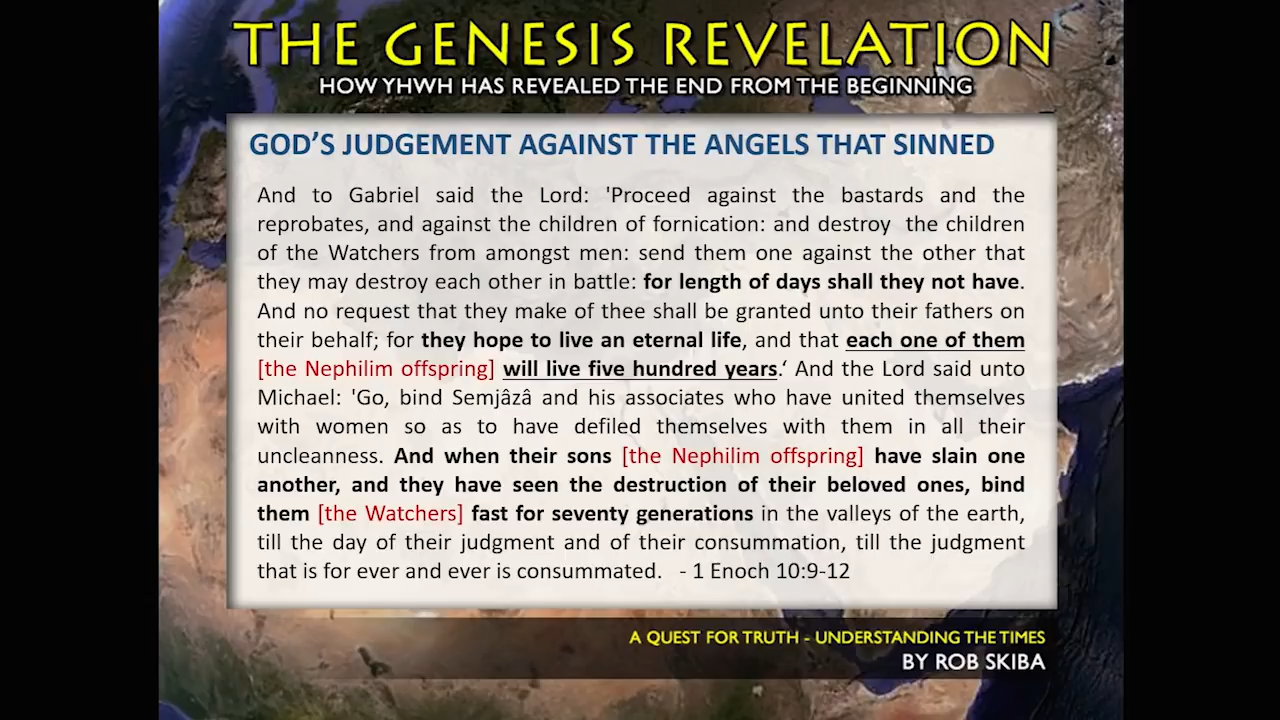 THE GENESIS REVELATION
HOW YHWH HAS REVEALED THE END FROM THE BEGINNING
GOD'S JUDGEMENT AGAINST THE ANGELS THAT SINNED
And to Gabriel said the Lord: 'Proceed against the bastards and the
reprobates, and against the children of fornication: and destroy the children
of the Watchers from amongst men: send them one against the other that
they may destroy each other in battle: for length of days shall they not have.
And no request that they make of thee shall be granted unto their fathers on
their behalf; for they hope to live an eternal life, and that each one of them
[the Nephilim offspring] will live five hundred years.‘ And the Lord said unto
Michael: 'Go, bind Semjâzâ and his associates who have united themselves
with women so as to have defiled themselves with them in all their
uncleanness. And when their sons [the Nephilim offspring] have slain one
another, and they have seen the destruction of their beloved ones, bind
them [the Watchers] fast for seventy generations in the valleys of the earth,
till the day of their judgment and of their consummation, till the judgment
that is for ever and ever is consummated. - 1 Enoch 10:9-12
A QUEST FOR TRUTH - UNDERSTANDING THE TIMES
BY ROB SKIBA